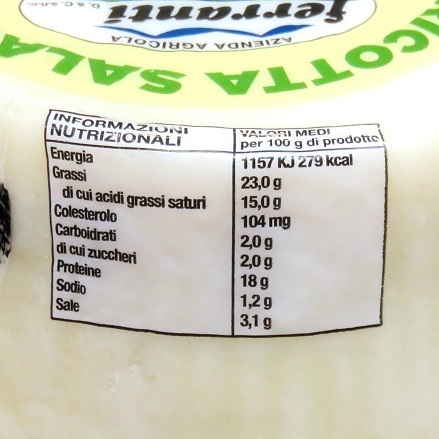 ferranti
AZIENDA AGRICOLA
RICOTTA SALA
INFORMAZIONI
NUTRIZIONALI
VALORI MEDI
per 100 g di prodotto
Energia 1157 KJ 279 kcal
Grassi 23,0 g
di cui acidi grassi saturi 15,0 g
Colesterolo 104 mg
Carboidrati 2,0 g
di cui zuccheri 2,0 g
Proteine 18 g
Sodio 1,2 g
Sale 3,1 g